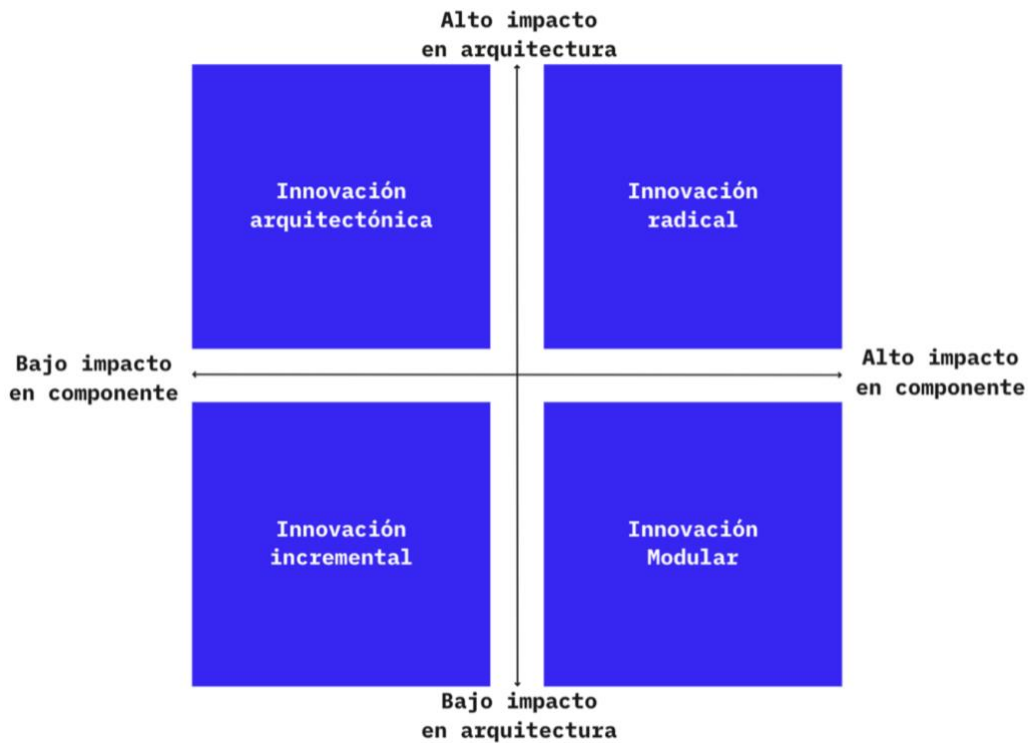 Alto impacto
en arquitectura
Innovación
arquitectónica
Innovación
radical
Bajo impacto
en componente
Alto impacto
en componente
Innovación
incremental
Innovación
Modular
Bajo impacto
en arquitectura